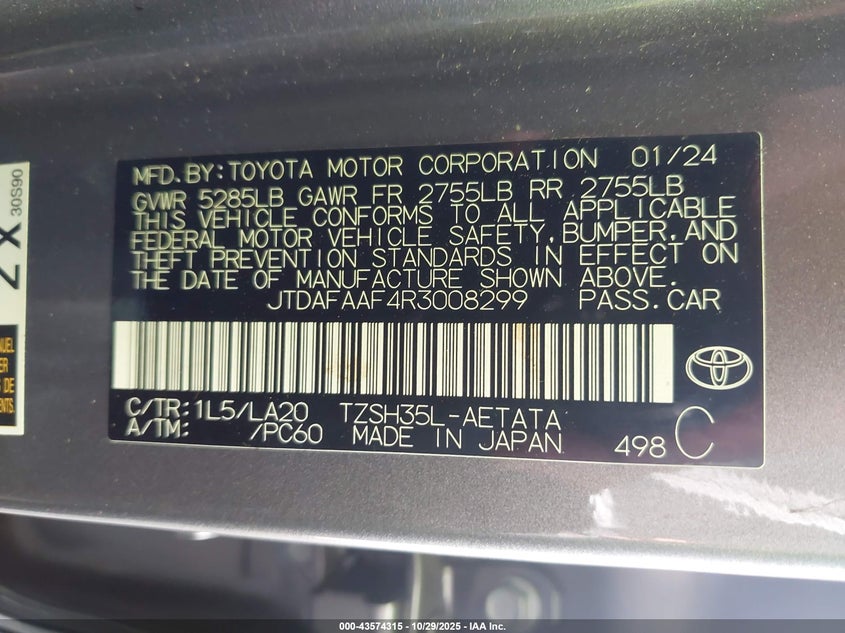 MFD.BY:TOYOTA MOTOR CORPORATION 01/24
GVWR 5285LB GAWR FR 2755LB RR 2755LB
THIS VEHICLE CONFORMS TO ALL APPLICABLE
FEDERAL MOTOR VEHICLE SAFETY,BUMPER,AND
THEFT PREVENTION STANDARDS IN EFFECT ON
THE DATE OF MANUFACTURE SHOWN ABOVE.
JTDAFAAF4R3008299 PASS.CAR
C/TR:1L5/LA20 TZSH35L-AETATA
A/TM: /PC60 MADE IN JAPAN 498 C
2X
30S90
DE
000-43574315 - 10/29/2025 - IAA Inc.